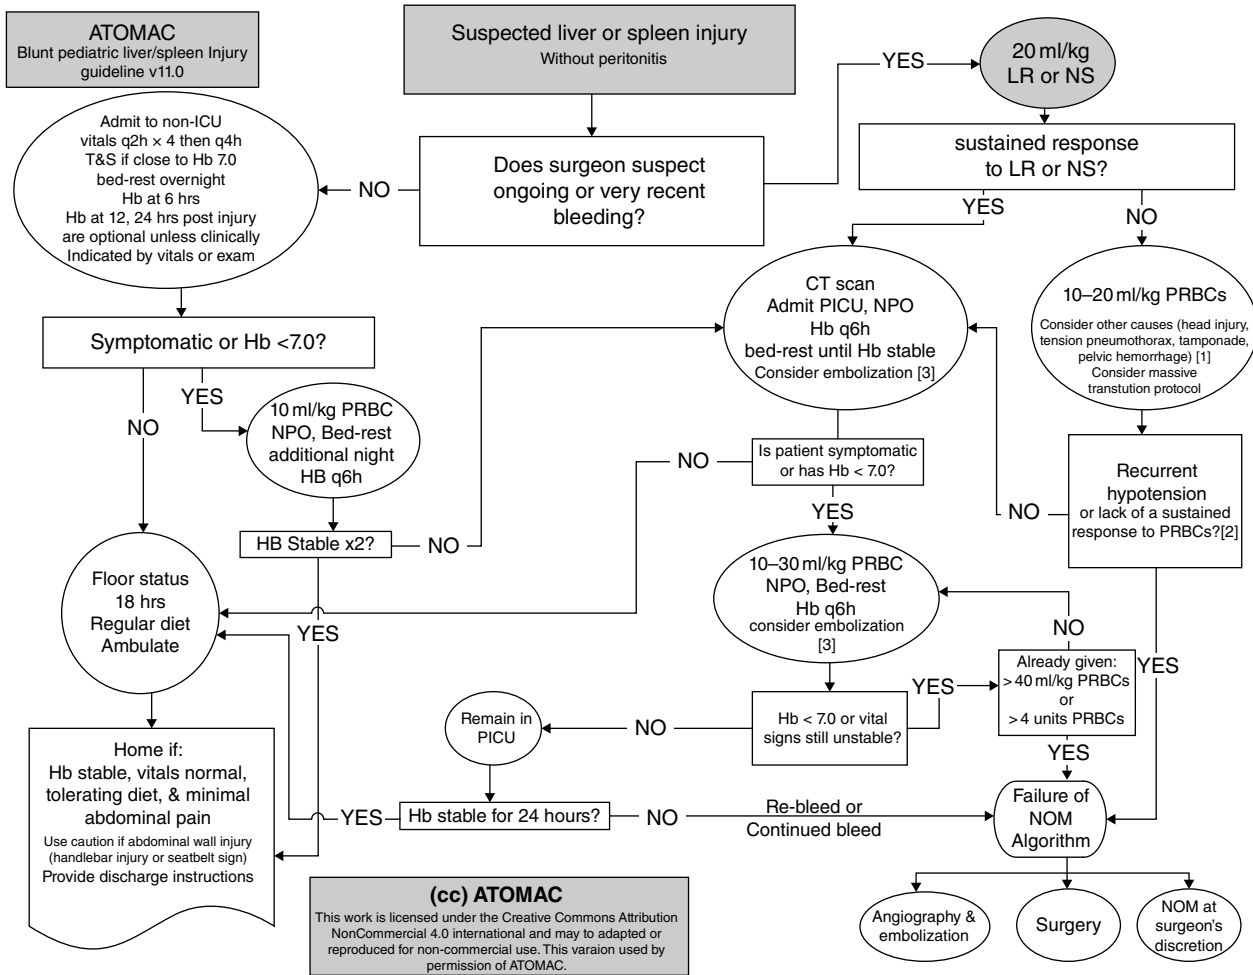 ATOMAC
Blunt pediatric liver/spleen Injury
guideline v11.0
Suspected liver or spleen injury
Without peritonitis
YES
20 ml/kg
LR or NS
Admit to non-ICU
vitals q2h × 4 then q4h
T&S if close to Hb 7.0
bed-rest overnight
Hb at 6 hrs
Hb at 12, 24 hrs post injury
are optional unless clinically
Indicated by vitals or exam
NO
Does surgeon suspect
ongoing or very recent
bleeding?
sustained response
to LR or NS?
YES
NO
CT scan
Admit PICU, NPO
Hb q6h
bed-rest until Hb stable
Consider embolization [3]
10–20 ml/kg PRBCs
Consider other causes (head injury,
tension pneumothorax, tamponade,
pelvic hemorrhage) [1]
Consider massive
transtution protocol
Symptomatic or Hb <7.0?
YES
NO
10 ml/kg PRBC
NPO, Bed-rest
additional night
HB q6h
NO
Is patient symptomatic
or has Hb < 7.0?
Recurrent
hypotension
or lack of a sustained
response to PRBCs?[2]
NO
YES
HB Stable x2?
NO
Floor status
18 hrs
Regular diet
Ambulate
YES
10–30 ml/kg PRBC
NPO, Bed-rest
Hb q6h
consider embolization
[3]
NO
Already given:
>40 ml/kg PRBCs
or
>4 units PRBCs
YES
YES
Hb < 7.0 or vital
signs still unstable?
NO
Remain in
PICU
YES
Home if:
Hb stable, vitals normal,
tolerating diet, & minimal
abdominal pain
Use caution if abdominal wall injury
(handlebar injury or seatbelt sign)
Provide discharge instructions
YES
Hb stable for 24 hours?
NO
Re-bleed or
Continued bleed
Failure of
NOM
Algorithm
(cc) ATOMAC
This work is licensed under the Creative Commons Attribution
NonCommercial 4.0 international and may to adapted or
reproduced for non-commercial use. This varaion used by
permission of ATOMAC.
Angiography &
embolization
Surgery
NOM at
surgeon's
discretion